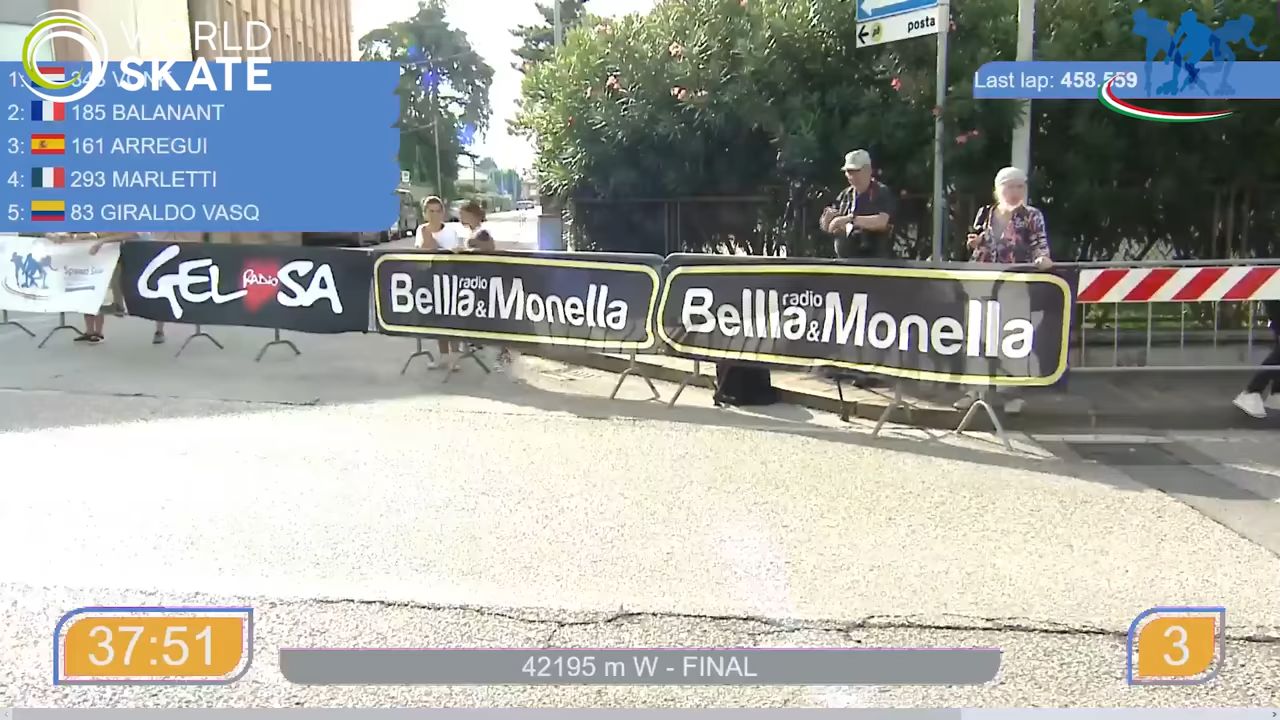 WORLD
SKATE
1:
2: 185 BALANANT
3: 161 ARREGUI
4: 293 MARLETTI
5: 83 GIRALDO VASQ
Last lap: 458.559
posta
GEL RADIO SA
Bellla radio & Monella
Bellla radio & Monella
37:51
42195 m W - FINAL
3